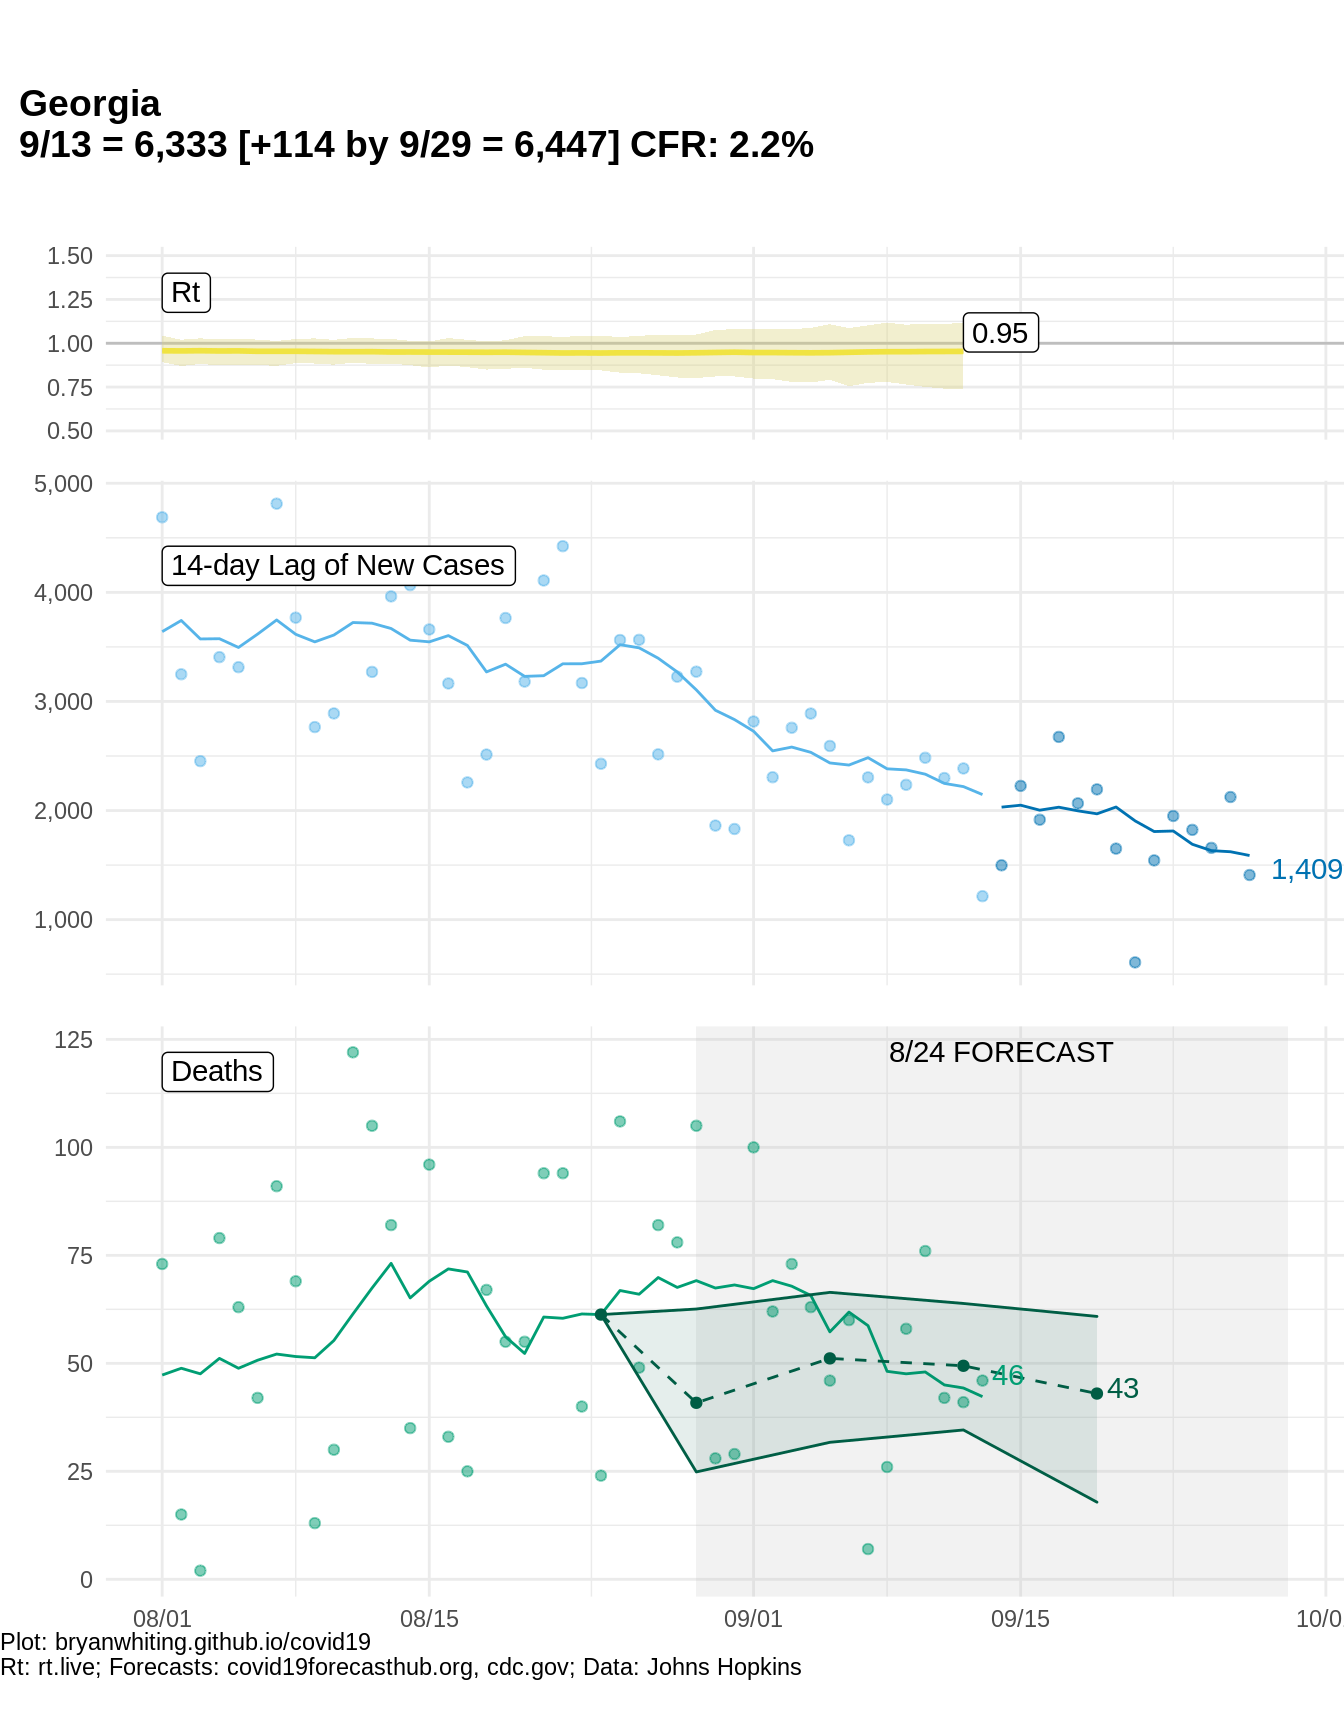 Georgia
9/13 = 6,333 [+114 by 9/29 = 6,447] CFR: 2.2%
1.50
1.25
1.00
0.75
0.50
Rt
0.95
5,000
4,000
3,000
2,000
1,000
14-day Lag of New Cases
1,409
125
100
75
50
25
0
Deaths
8/24 FORECAST
46
43
08/01 08/15 09/01 09/15 10/0
Plot: bryanwhiting.github.io/covid19
Rt: rt.live; Forecasts: covid19forecasthub.org, cdc.gov; Data: Johns Hopkins